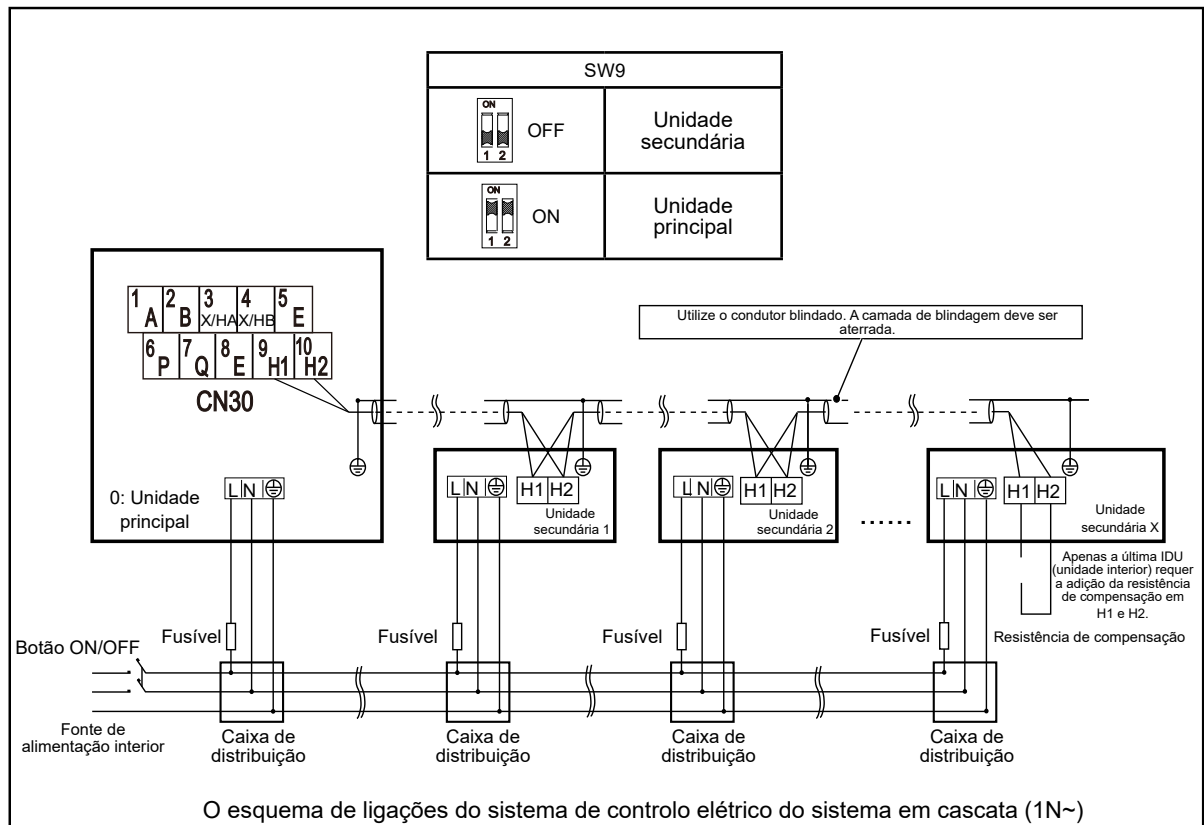 SW9
ON
1 2
OFF
Unidade
secundária
ON
1 2
ON
Unidade
principal
1 A
2 B
3 X/HA
4 X/HB
5 E
6 P
7 Q
8 E
9 H1
10 H2
CN30
Utilize o condutor blindado. A camada de blindagem deve ser
aterrada.
0: Unidade
principal
L N
L N
H1 H2
Unidade
secundária 1
L N
H1 H2
Unidade
secundária 2
......
L N
H1 H2
Unidade
secundária X
Apenas a última IDU
(unidade interior) requer
a adição da resistência
de compensação em
H1 e H2.
Resistência de compensação
Botão ON/OFF
Fusível
Fusível
Fusível
Fusível
Fonte de
alimentação interior
Caixa de
distribuição
Caixa de
distribuição
Caixa de
distribuição
Caixa de
distribuição
O esquema de ligações do sistema de controlo elétrico do sistema em cascata (1N~)